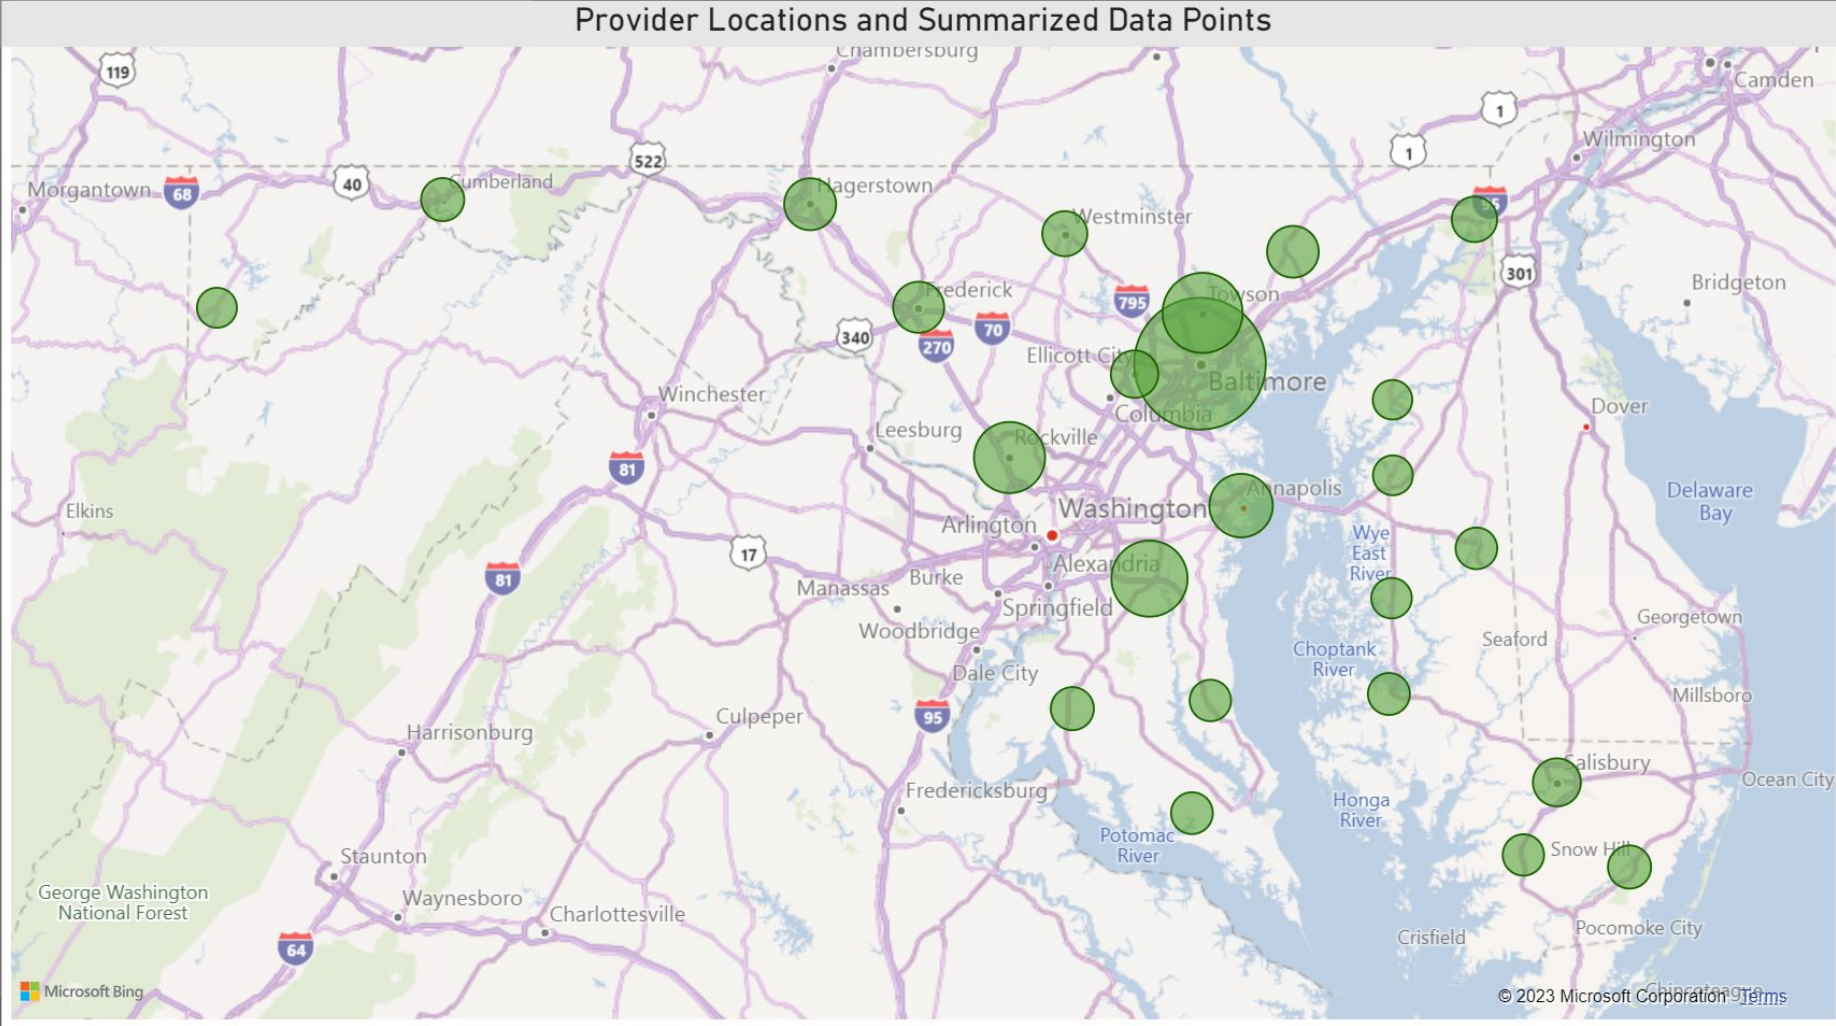 Provider Locations and Summarized Data Points
Chambersburg
119
Camden
1
Wilmington
1
522
Morgantown
68
40
Cumberland
Hagerstown
Westminster
301
Bridgeton
Frederick
795
Towson
340
270
70
Ellicott City
Baltimore
Winchester
Columbia
Dover
Leesburg
Rockville
81
Annapolis
Delaware
Bay
Elkins
Washington
Arlington
17
Wye
East
River
81
Manassas
Burke
Alexandria
Springfield
Georgetown
Woodbridge
Seaford
Choptank
River
Dale City
Millsboro
95
Culpeper
Harrisonburg
Salisbury
Ocean City
Fredericksburg
Honga
River
Potomac
River
Staunton
Snow Hill
George Washington
National Forest
Waynesboro
Charlottesville
Crisfield
Pocomoke City
64
Microsoft Bing
Chincoteague
© 2023 Microsoft Corporation Terms